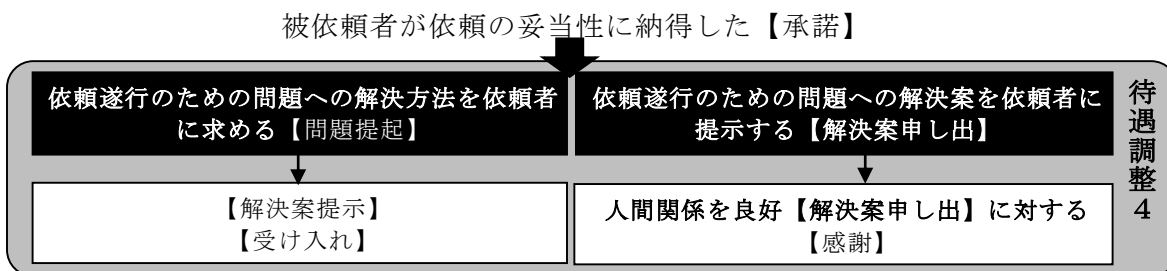 被依頼者が依頼の妥当性に納得した【承諾】
依頼遂行のための問題への解決方法を依頼者
に求める【問題提起】
依頼遂行のための問題への解決案を依頼者に
提示する【解決案申し出】
【解決案提示】
【受け入れ】
人間関係を良好【解決案申し出】に対する
【感謝】
待遇調整４